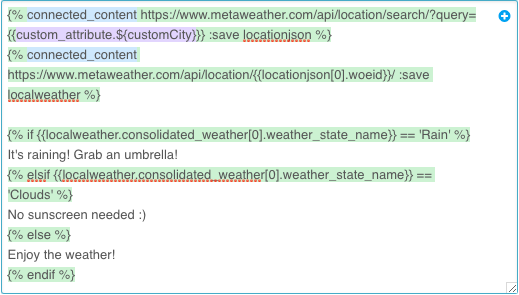 {% connected_content https://www.metaweather.com/api/location/search/?query=
{{custom_attribute.${customCity}}} :save locationjson %}
{% connected_content
https://www.metaweather.com/api/location/{{locationjson[0].woeid}}/ :save
localweather %}
{% if {{localweather.consolidated_weather[0].weather_state_name}} == 'Rain' %}
It's raining! Grab an umbrella!
{% elsif {{localweather.consolidated_weather[0].weather_state_name}} ==
'Clouds' %}
No sunscreen needed :)
{% else %}
Enjoy the weather!
{% endif %}